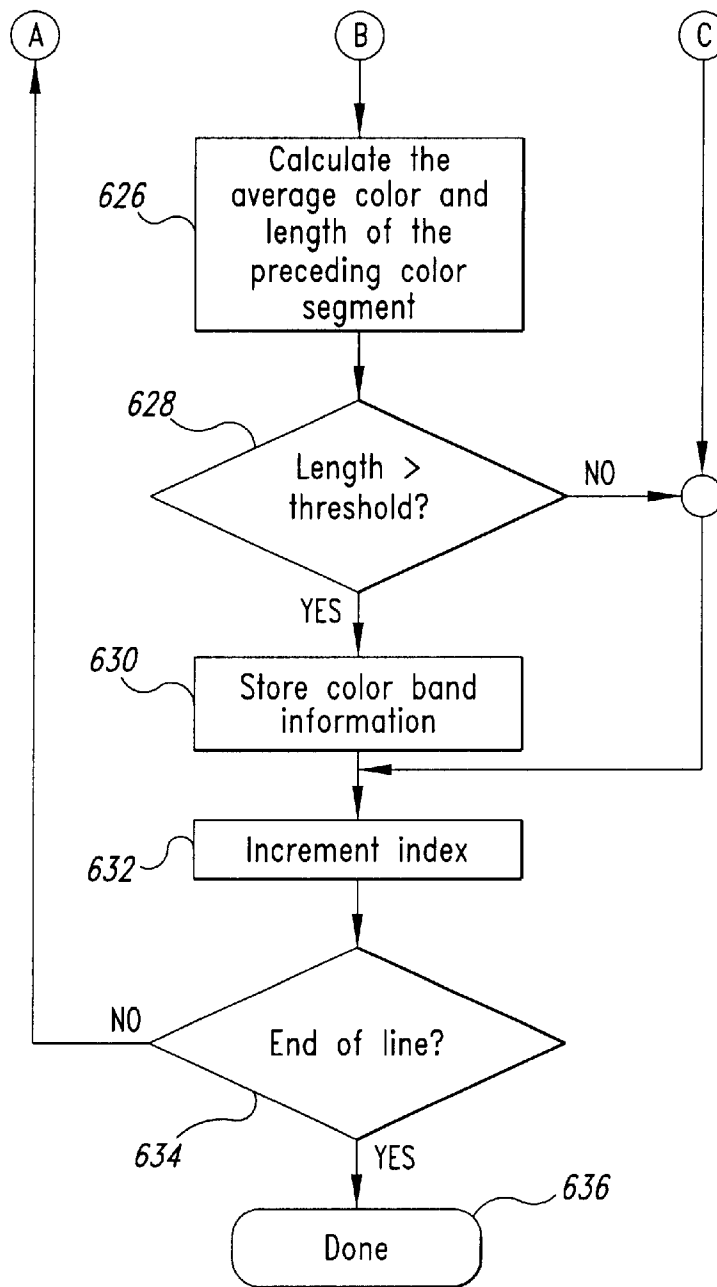 A
B
C
626
Calculate the
average color and
length of the
preceding color
segment
628
Length >
threshold?
NO
YES
630
Store color band
information
632
Increment index
NO
End of line?
634
YES
636
Done